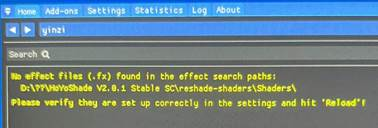 Home Add-ons Settings Statistics Log About
yinzi
Search
No effect files (.fx) found in the effect search paths:
D:\??\HoYoShade V2.0.1 Stable SC\reshade-shaders\Shaders\
Please verify they are set up correctly in the settings and hit 'Reload'!